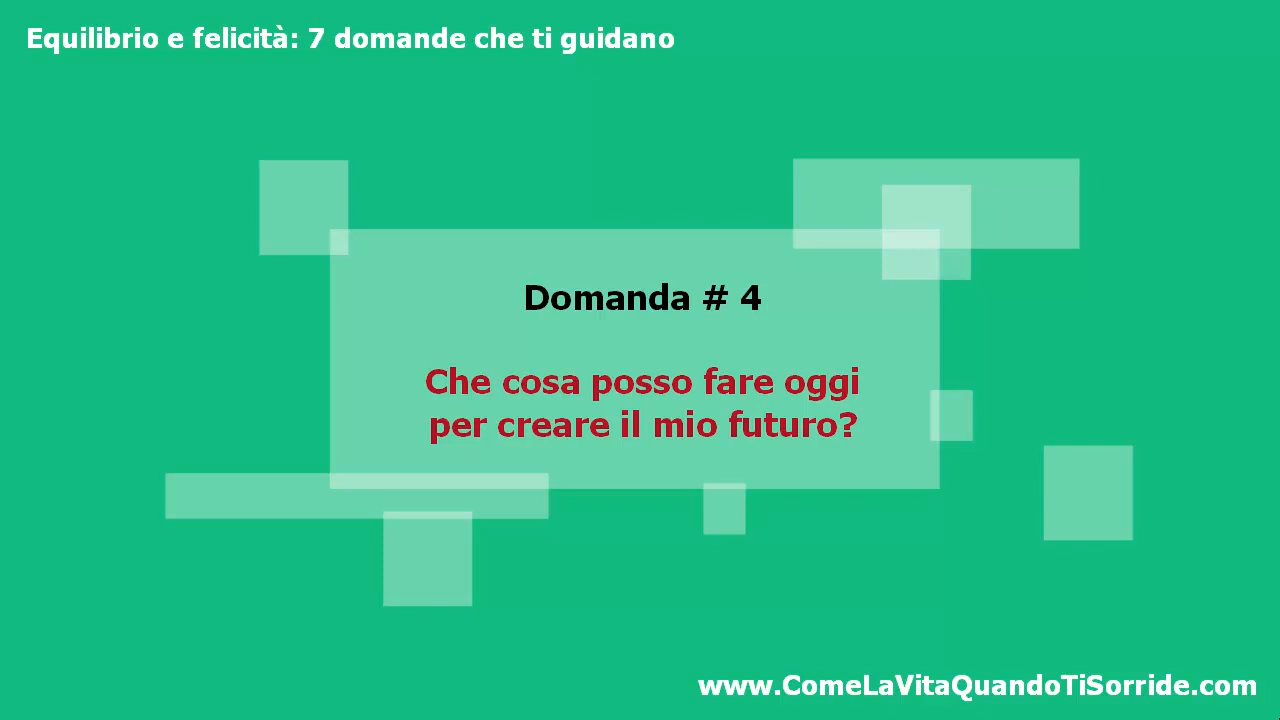 Equilibrio e felicità: 7 domande che ti guidano
Domanda # 4
Che cosa posso fare oggi
per creare il mio futuro?
www.ComeLaVitaQuandoTiSorride.com